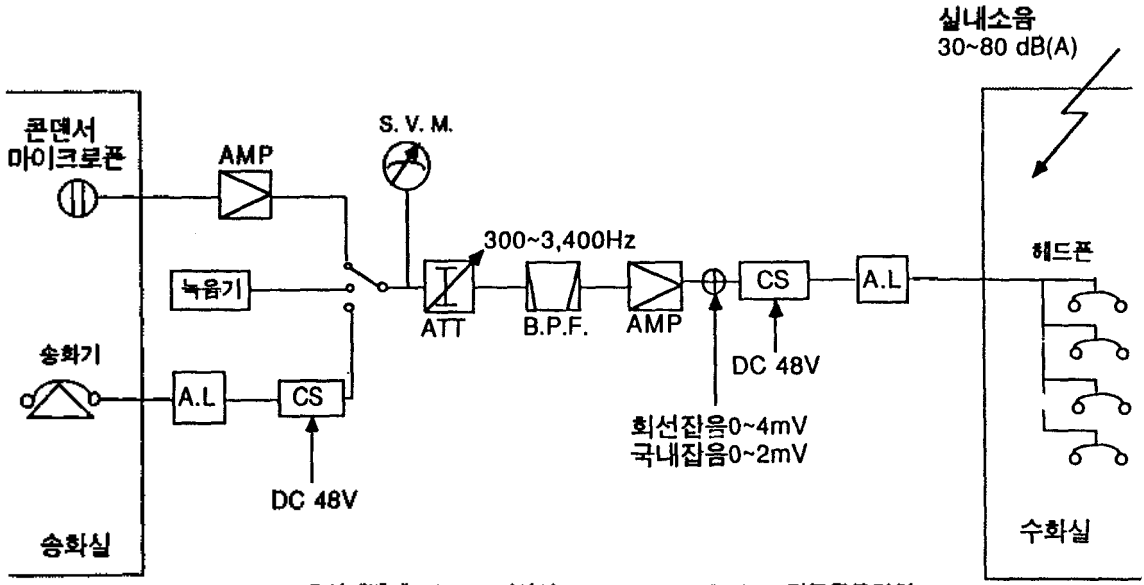 실내소음
30~80 dB(A)
콘덴서
마이크로폰
AMP
S. V. M.
300~3,400Hz
헤드폰
녹음기
ATT
B.P.F.
AMP
CS
A.L
DC 48V
송화기
A.L
CS
회선잡음0~4mV
국내잡음0~2mV
DC 48V
송화실
수화실